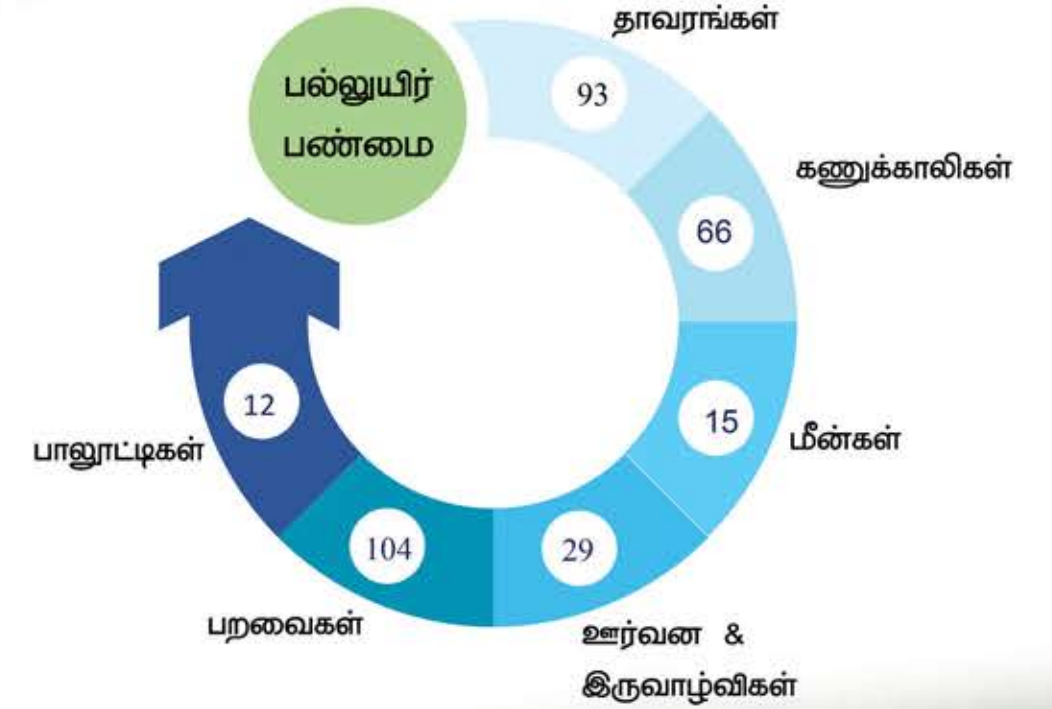 பல்லுயிர்
பண்மை
தாவரங்கள்
93
கணுக்காலிகள்
66
மீன்கள்
15
ஊர்வன &
இருவாழ்விகள்
29
பறவைகள்
104
பாலூட்டிகள்
12